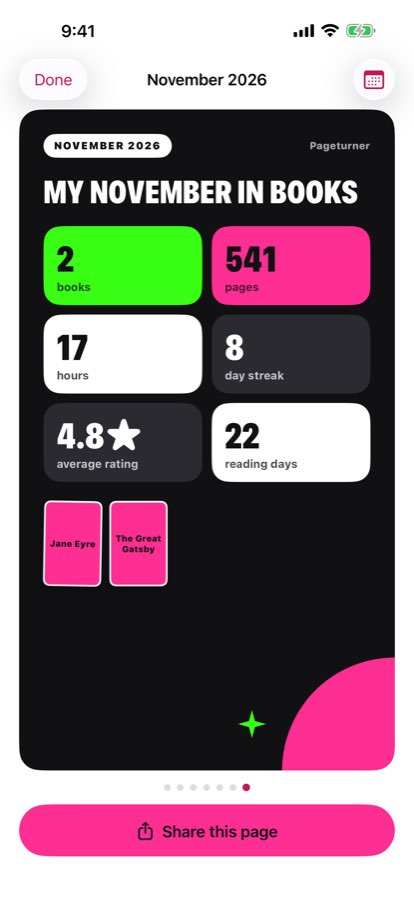 9:41
Done
November 2026
NOVEMBER 2026
Pageturner
MY NOVEMBER IN BOOKS
2
books
541
pages
17
hours
8
day streak
4.8★
average rating
22
reading days
Jane Eyre
The Great
Gatsby
Share this page